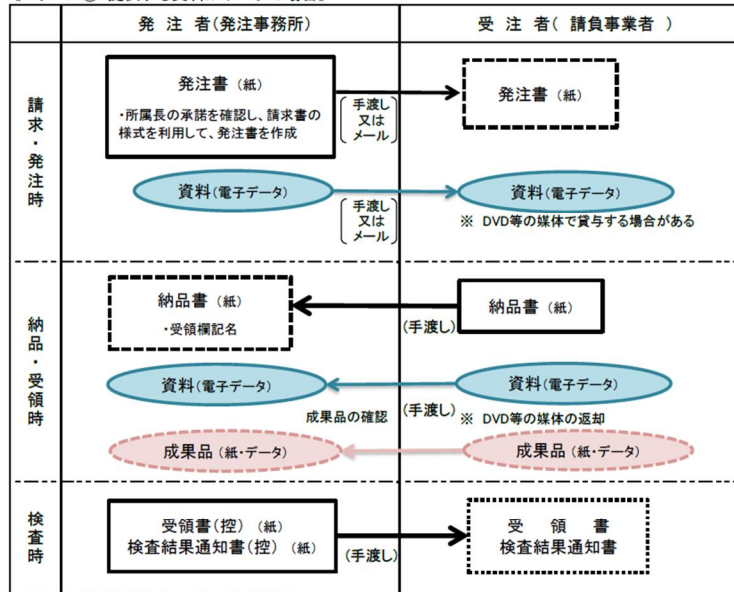 発 注 者(発注事務所)
受 注 者( 請負事業者 )
請求・発注時
発注書 (紙)
・所属長の承諾を確認し、請求書の
様式を利用して、発注書を作成
手渡し
又は
メール
発注書 (紙)
資料(電子データ)
手渡し
又は
メール
資料(電子データ)
※ DVD等の媒体で貸与する場合がある
納品・受領時
納品書 (紙)
・受領欄記名
(手渡し)
納品書 (紙)
資料(電子データ)
資料(電子データ)
成果品の確認
(手渡し)
※ DVD等の媒体の返却
成果品(紙・データ)
成果品(紙・データ)
検査時
受領書(控) (紙)
検査結果通知書(控) (紙)
(手渡し)
受 領 書
検査結果通知書